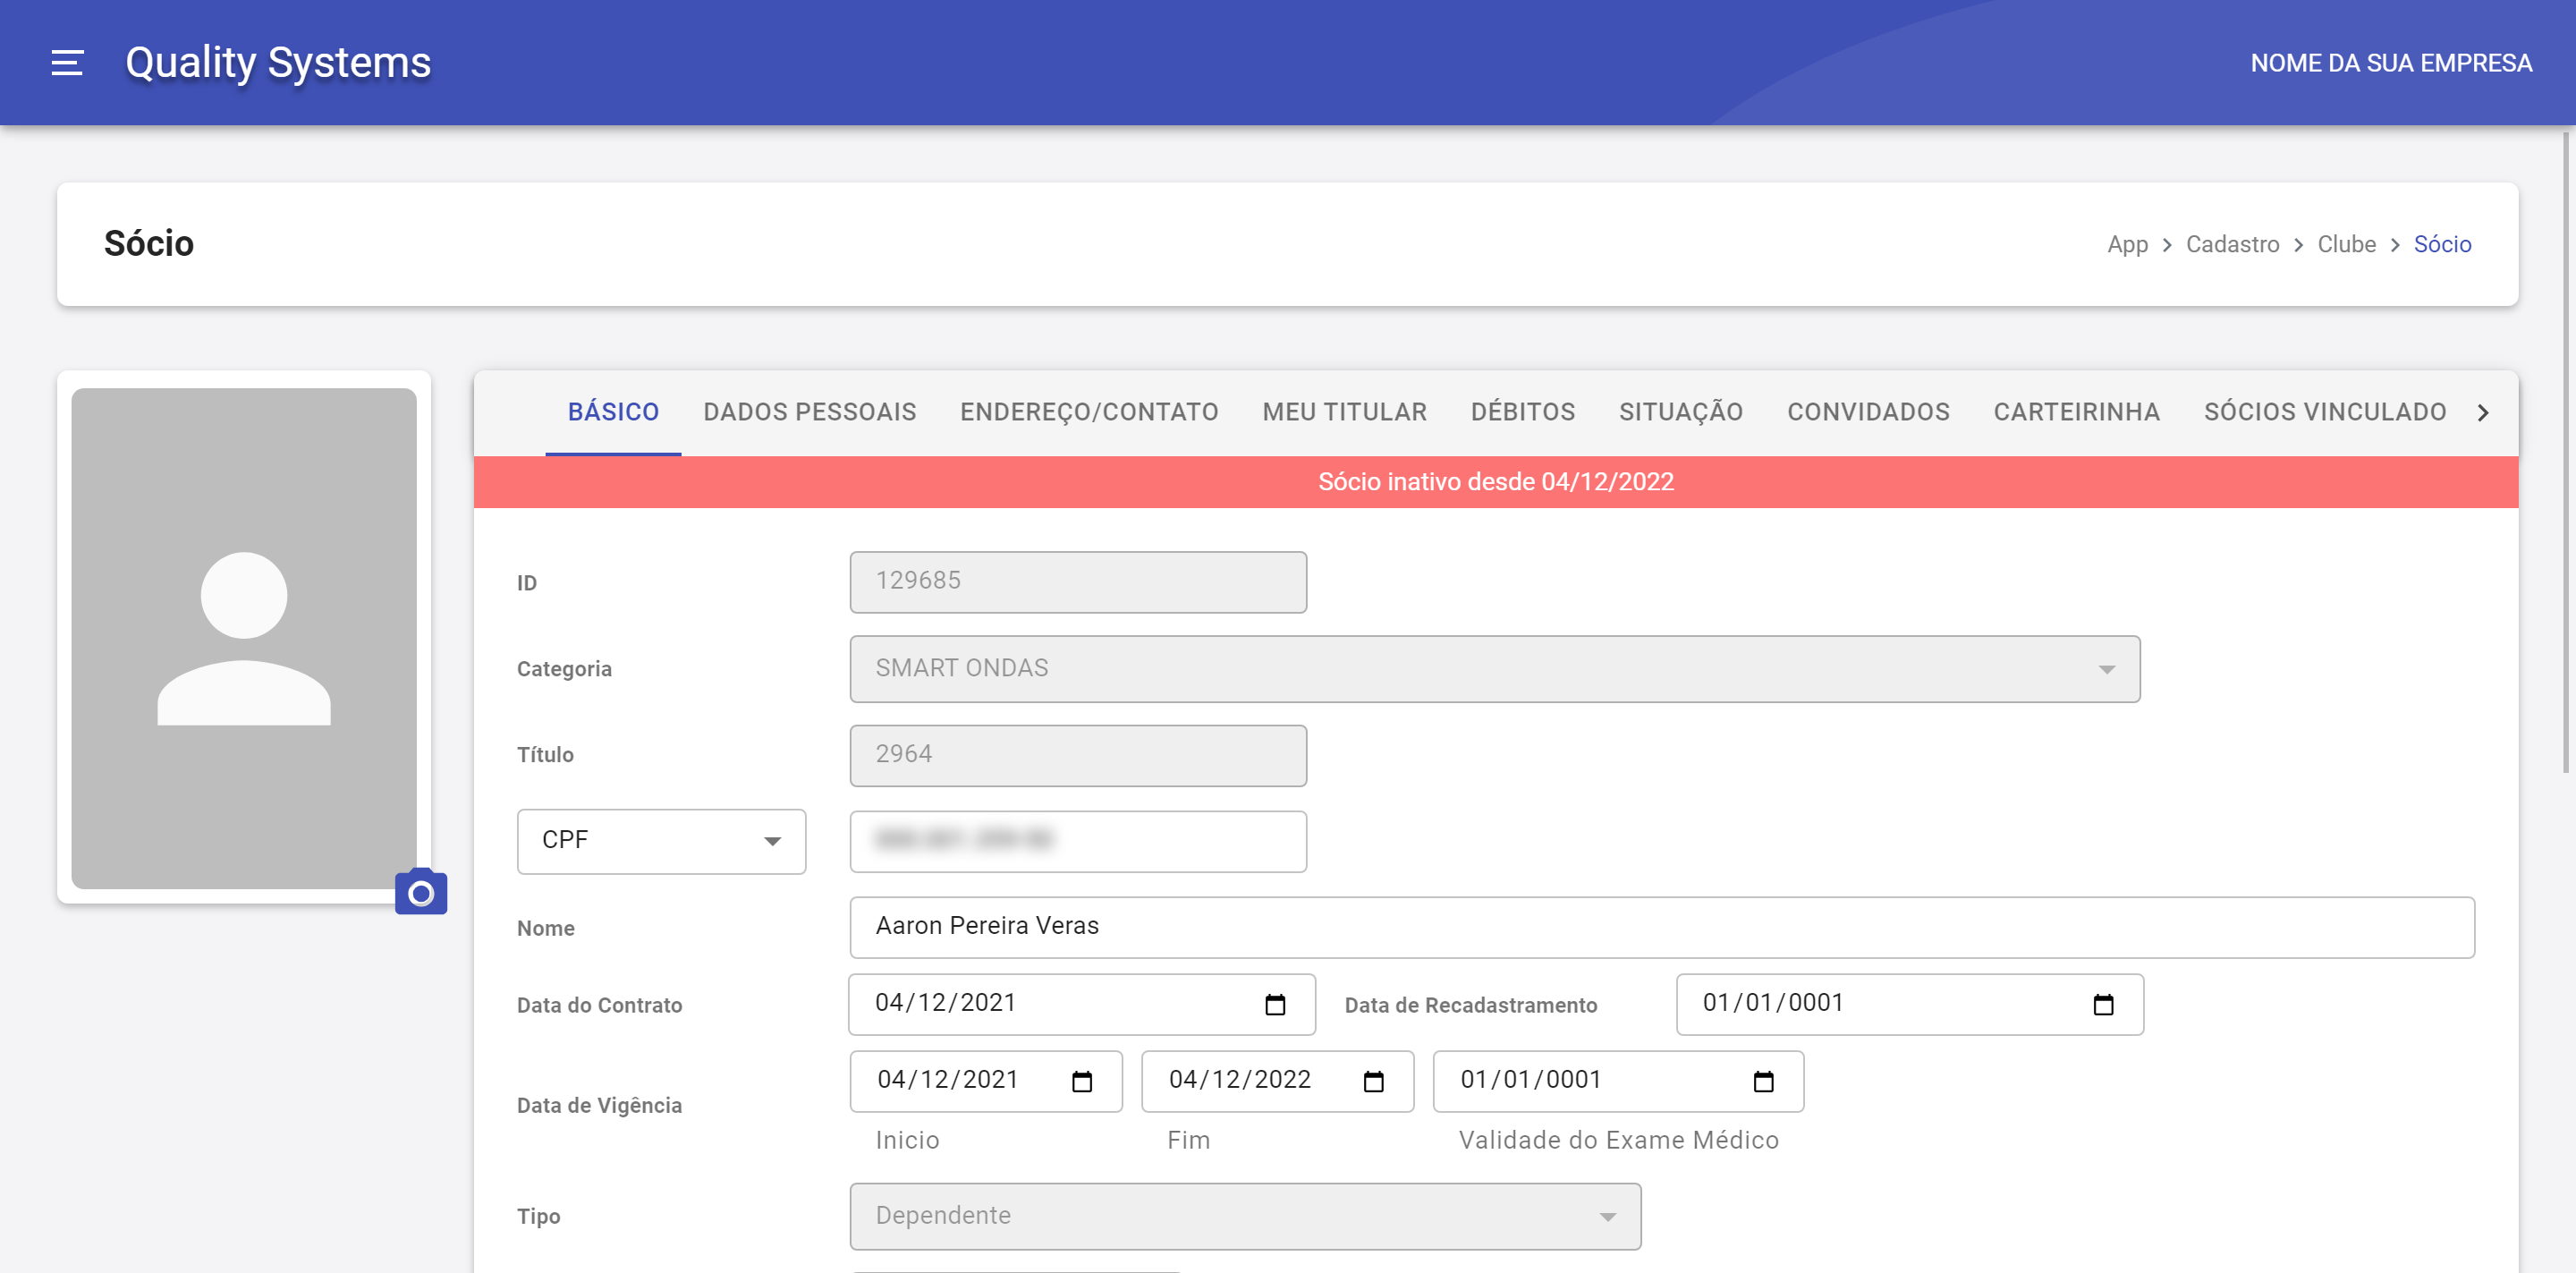 Quality Systems
NOME DA SUA EMPRESA
Sócio
App > Cadastro > Clube > Sócio
BÁSICO DADOS PESSOAIS ENDEREÇO/CONTATO MEU TITULAR DÉBITOS SITUAÇÃO CONVIDADOS CARTEIRINHA SÓCIOS VINCULADO
Sócio inativo desde 04/12/2022
ID 129685
Categoria SMART ONDAS
Título 2964
CPF
Nome Aaron Pereira Veras
Data do Contrato 04/12/2021 Data de Recadastramento 01/01/0001
Data de Vigência 04/12/2021 04/12/2022 01/01/0001
Inicio Fim Validade do Exame Médico
Tipo Dependente